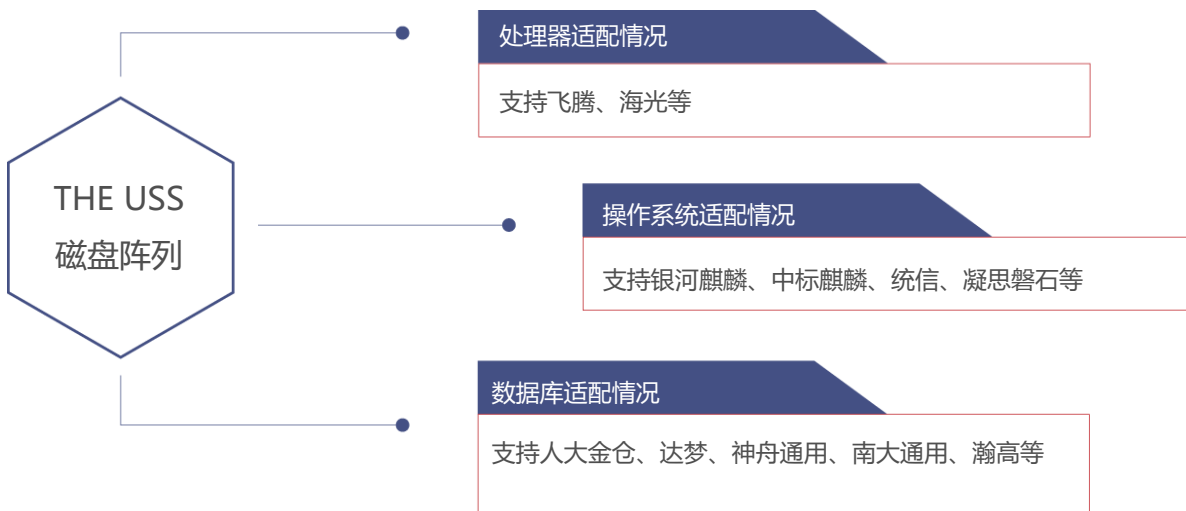 THE USS
磁盘阵列
处理器适配情况
支持飞腾、海光等
操作系统适配情况
支持银河麒麟、中标麒麟、统信、凝思磐石等
数据库适配情况
支持人大金仓、达梦、神舟通用、南大通用、瀚高等